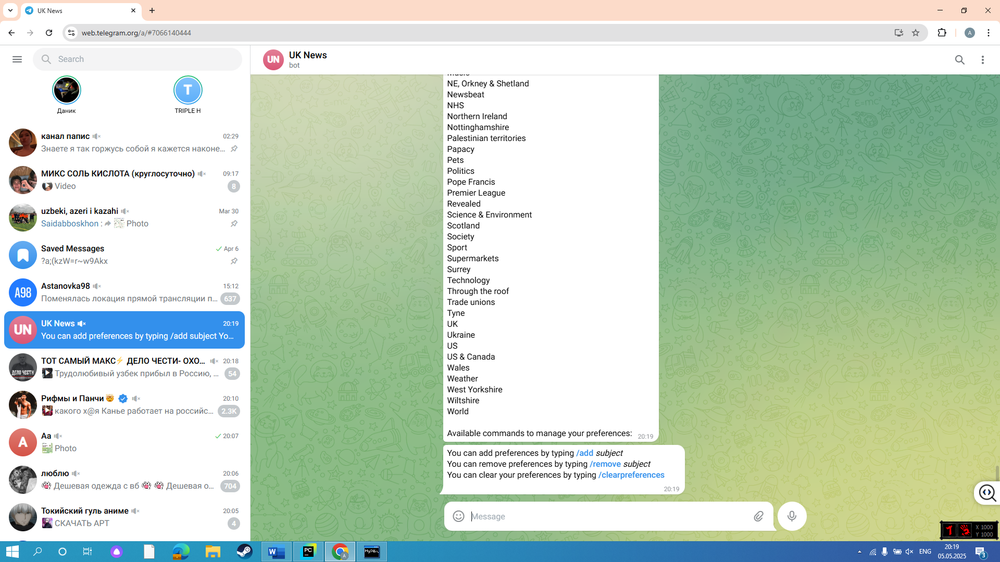 UK News
web.telegram.org/a/#7066140444
A
Search
Даник
T
TRIPLE H
канал папис
02:29
Знаете я так горжусь собой я кажется наконе...
МИКС СОЛЬ КИСЛОТА (круглосуточно)
09:17
Video
8
uzbeki, azeri i kazahi
Mar 30
Saidabboskhon :
Photo
Saved Messages
Apr 6
?a;(kzW=r~w9Akx
A98
Astanovka98
15:12
Поменялась локация прямой трансляции п...
637
UN
UK News
20:19
You can add preferences by typing /add subject Yo...
ДЕЛО ЧЕСТИ
ТОТ САМЫЙ МАКС⚡ ДЕЛО ЧЕСТИ- ОХО...
20:18
Трудолюбивый узбек прибыл в Россию, ...
54
Рифмы и Панчи🤯
20:10
какого х@я Канье работает на российс...
2.3K
A
Aa
20:07
Photo
люблю
20:06
Дешевая одежда с вб
Дешевая о...
704
Токийский гуль аниме
20:05
СКАЧАТЬ АРТ
4
UN
UK News
bot
Music
NE, Orkney & Shetland
Newsbeat
NHS
Northern Ireland
Nottinghamshire
Palestinian territories
Papacy
Pets
Politics
Pope Francis
Premier League
Revealed
Science & Environment
Scotland
Society
Sport
Supermarkets
Surrey
Technology
Through the roof
Trade unions
Tyne
UK
Ukraine
US
US & Canada
Wales
Weather
West Yorkshire
Wiltshire
World
Available commands to manage your preferences:
20:19
You can add preferences by typing /add subject
You can remove preferences by typing /remove subject
You can clear your preferences by typing /clearpreferences
20:19
Message
X 1000
Y 1000
W
PC
A
MySQL
ENG
20:19
05.05.2025
3